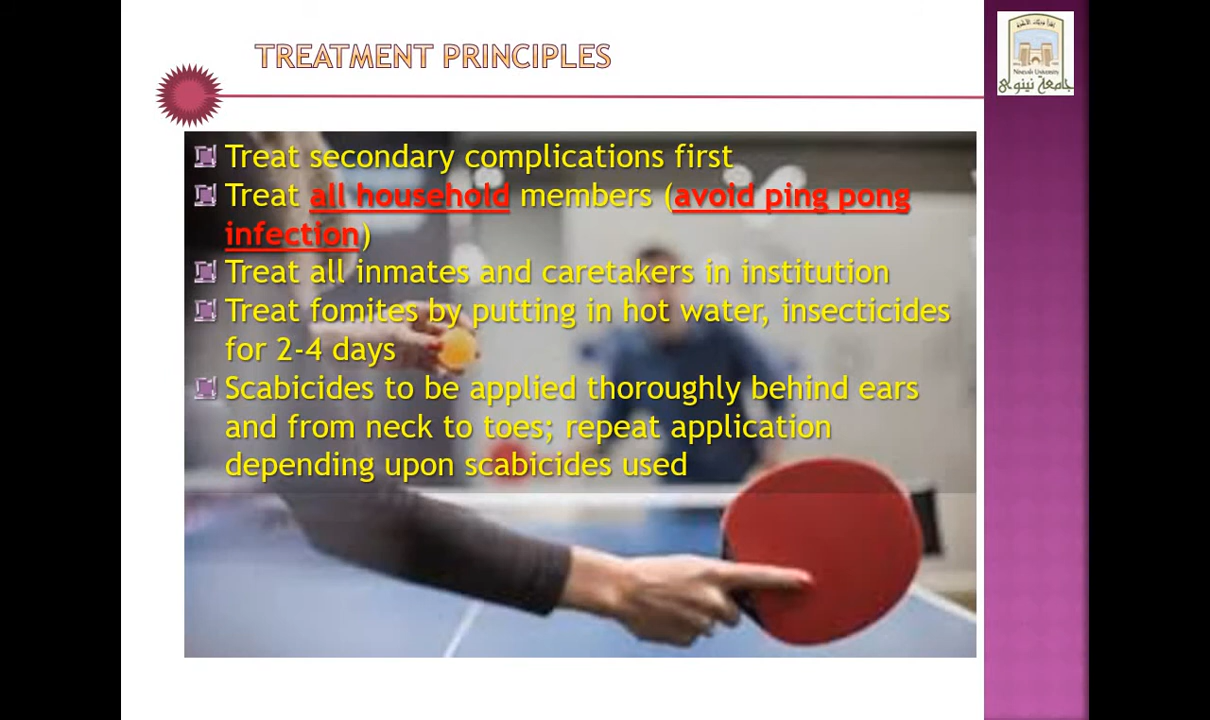 TREATMENT PRINCIPLES
Treat secondary complications first
Treat all household members (avoid ping pong
infection)
Treat all inmates and caretakers in institution
Treat fomites by putting in hot water, insecticides
for 2-4 days
Scabicides to be applied thoroughly behind ears
and from neck to toes; repeat application
depending upon scabicides used
Ninevah University
جامعة نينوى